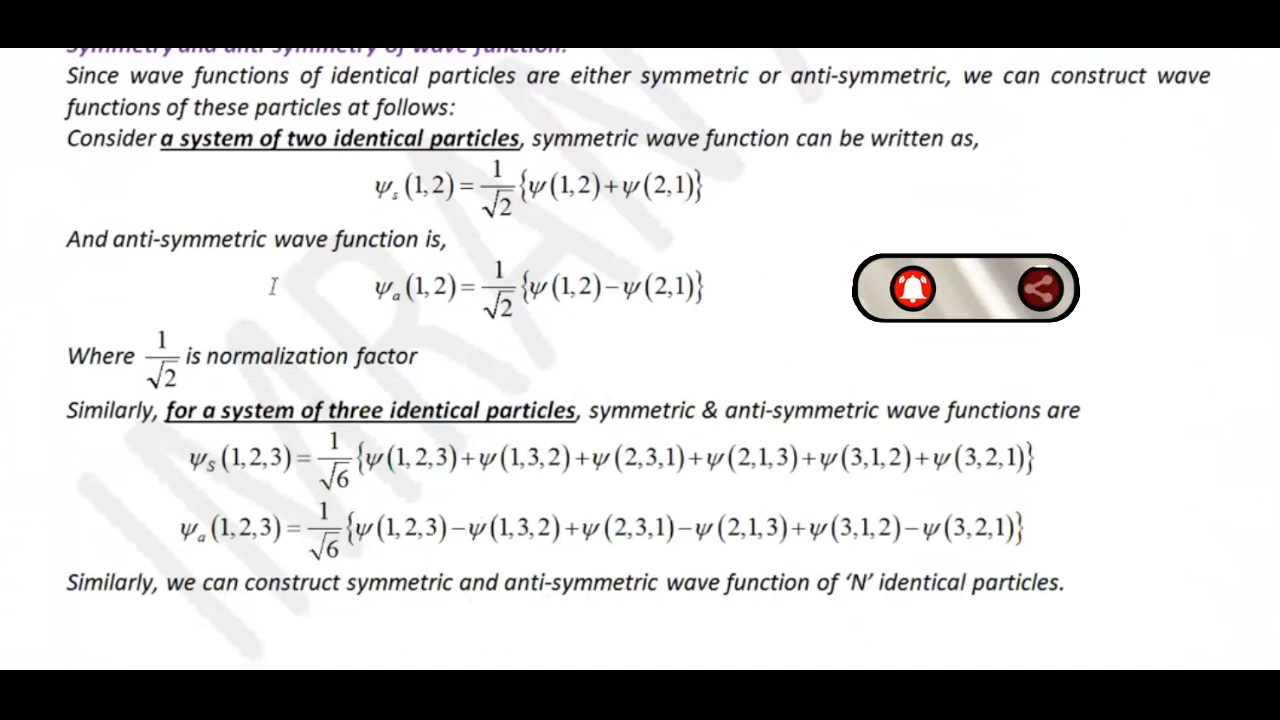 Symmetry and anti-symmetry of wave function:
Since wave functions of identical particles are either symmetric or anti-symmetric, we can construct wave
functions of these particles at follows:
Consider a system of two identical particles, symmetric wave function can be written as,
ψs (1,2) = 1/√2 {ψ(1,2)+ψ(2,1)}
And anti-symmetric wave function is,
ψa (1,2) = 1/√2 {ψ(1,2)−ψ(2,1)}
Where 1/√2 is normalization factor
Similarly, for a system of three identical particles, symmetric & anti-symmetric wave functions are
ψS (1,2,3) = 1/√6 {ψ(1,2,3)+ψ(1,3,2)+ψ(2,3,1)+ψ(2,1,3)+ψ(3,1,2)+ψ(3,2,1)}
ψa (1,2,3) = 1/√6 {ψ(1,2,3)−ψ(1,3,2)+ψ(2,3,1)−ψ(2,1,3)+ψ(3,1,2)−ψ(3,2,1)}
Similarly, we can construct symmetric and anti-symmetric wave function of ‘N’ identical particles.